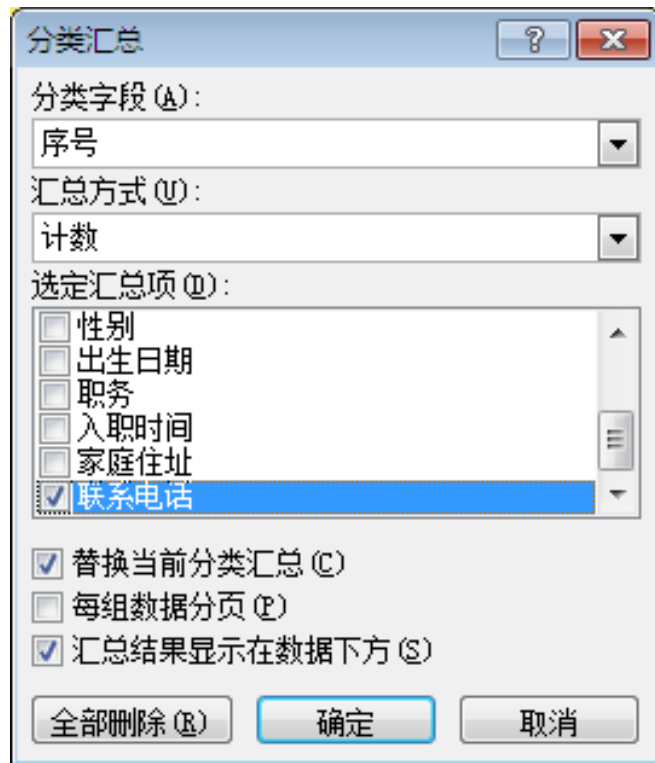 分类汇总
分类字段(A):
序号
汇总方式(U):
计数
选定汇总项(D):
性别
出生日期
职务
入职时间
家庭住址
联系电话
替换当前分类汇总(C)
每组数据分页(P)
汇总结果显示在数据下方(S)
全部删除(R) 确定 取消